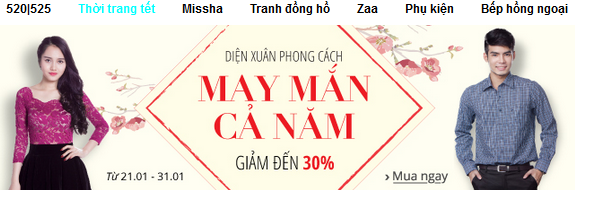 520|525 Thời trang tết Missha Tranh đồng hồ Zaa Phụ kiện Bếp hồng ngoại
DIỆN XUÂN PHONG CÁCH
MAY MẮN
CẢ NĂM
GIẢM ĐẾN 30%
Từ 21.01 - 31.01
› Mua ngay